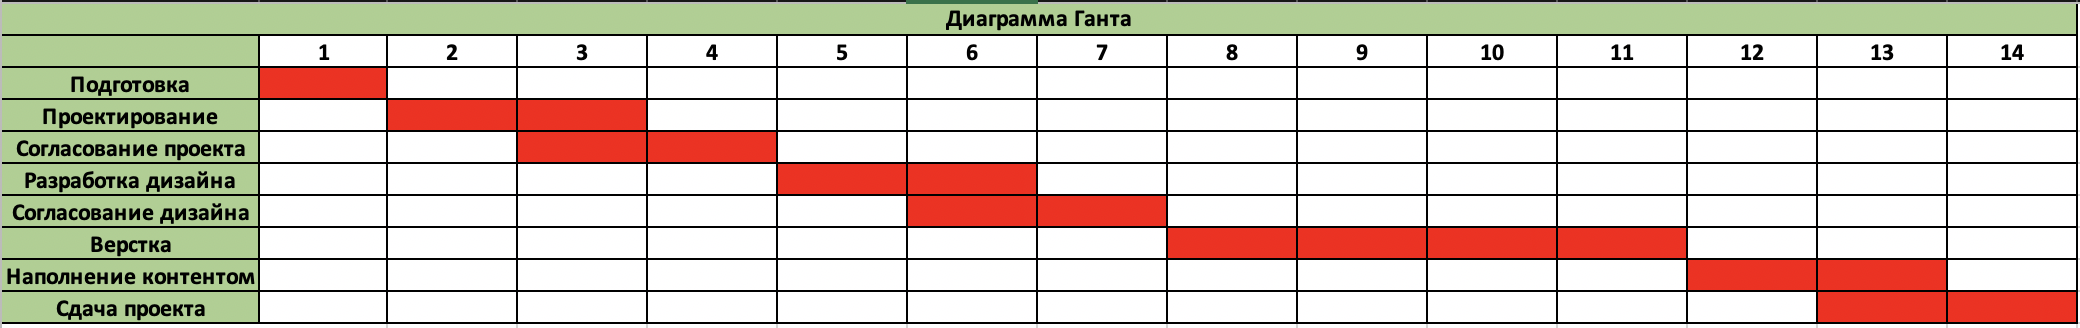 Диаграмма Ганта
1 2 3 4 5 6 7 8 9 10 11 12 13 14
Подготовка
Проектирование
Согласование проекта
Разработка дизайна
Согласование дизайна
Верстка
Наполнение контентом
Сдача проекта